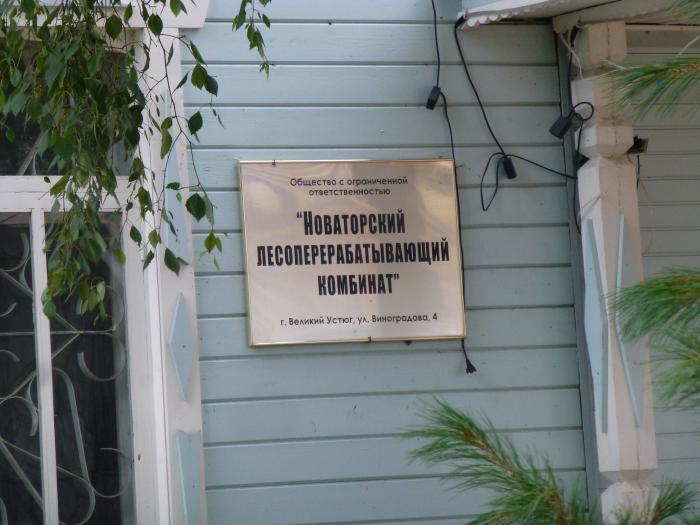 Общество с ограниченной
ответственностью
"Новаторский
лесоперерабатывающий
комбинат"
г. Великий Устюг, ул. Виноградова, 4